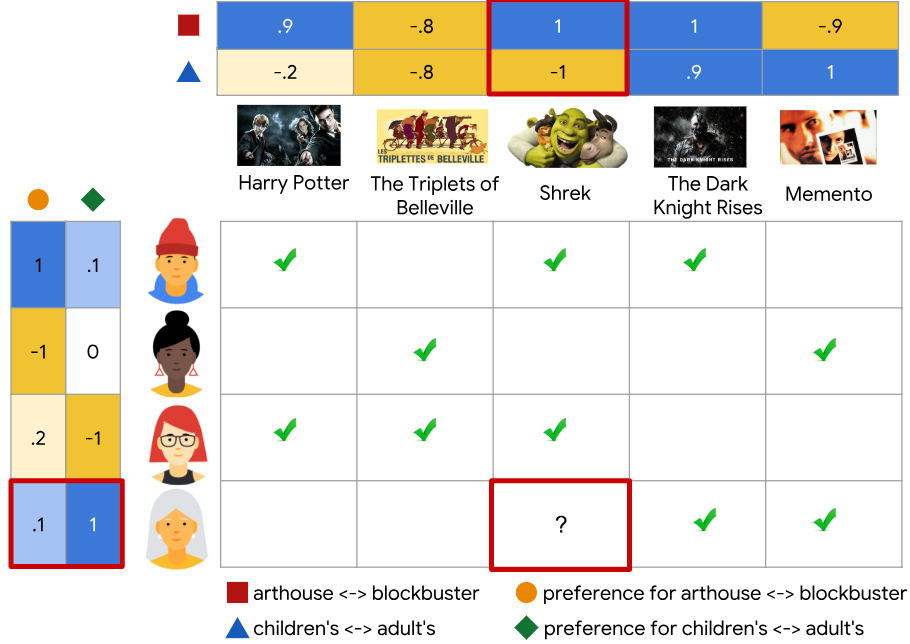 .9 -.8 1 1 -.9
-.2 -.8 -1 .9 1
LES
TRIPLETTES DE BELLEVILLE
THE DARK KNIGHT RISES
Harry Potter
The Triplets of
Belleville
Shrek
The Dark
Knight Rises
Memento
1 .1
-1 0
.2 -1
.1 1
?
arthouse <-> blockbuster
preference for arthouse <-> blockbuster
children's <-> adult's
preference for children's <-> adult's